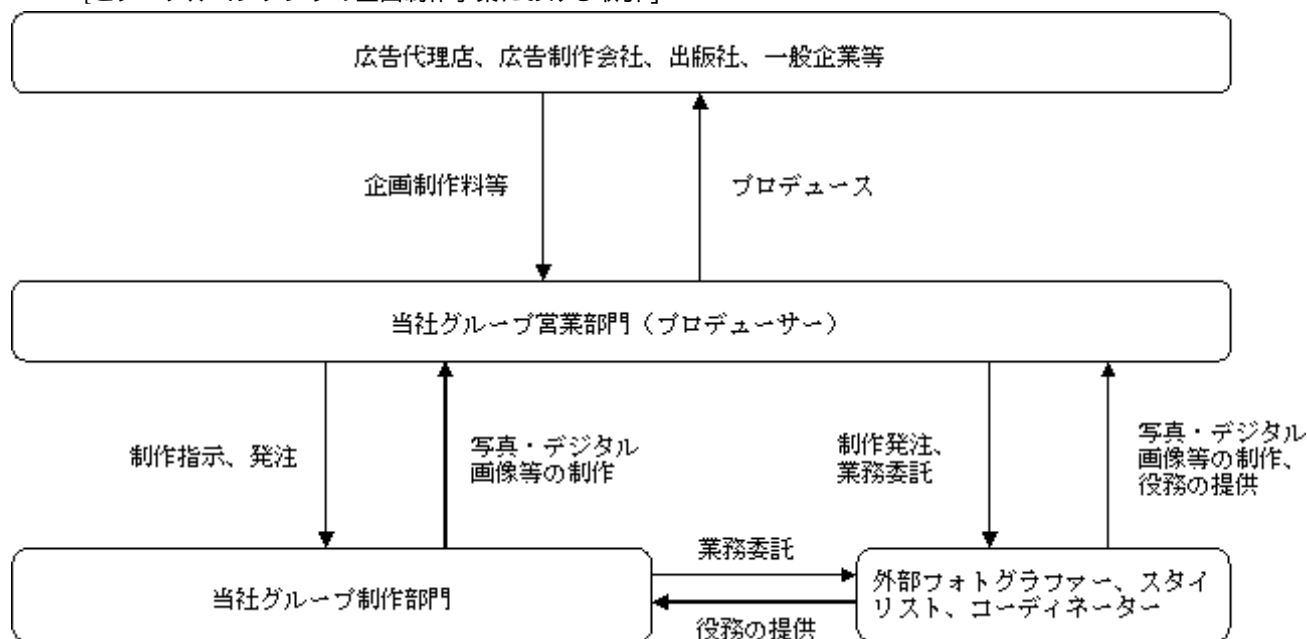 広告代理店、広告制作会社、出版社、一般企業等
企画制作料等
プロデュース
当社グループ営業部門（プロデューサー）
制作指示、発注
写真・デジタル
画像等の制作
制作発注、
業務委託
写真・デジタル
画像等の制作、
役務の提供
業務委託
当社グループ制作部門
外部フォトグラファー、スタイ
リスト、コーディネーター
役務の提供